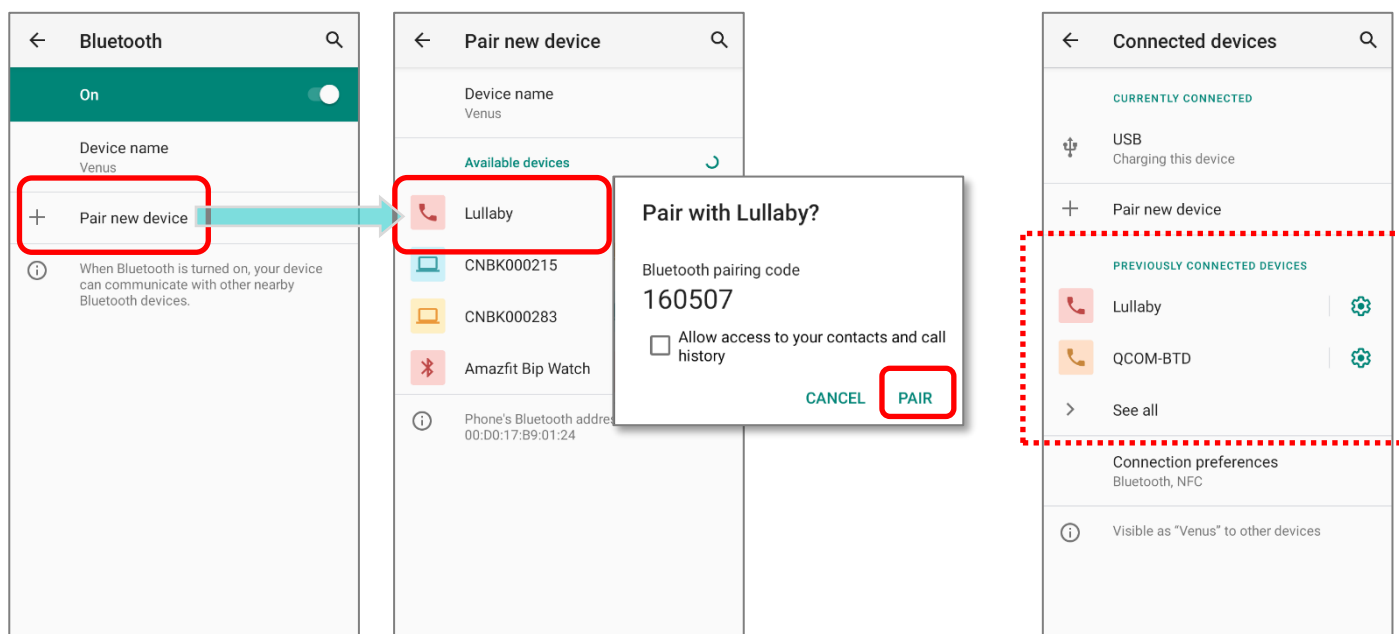 Bluetooth
On
Device name
Venus
Pair new device
When Bluetooth is turned on, your device
can communicate with other nearby
Bluetooth devices.
Pair new device
Device name
Venus
Available devices
Lullaby
CNBK000215
CNBK000283
Amazfit Bip Watch
Phone's Bluetooth addres
00:D0:17:B9:01:24
Pair with Lullaby?
Bluetooth pairing code
160507
Allow access to your contacts and call
history
CANCEL PAIR
Connected devices
CURRENTLY CONNECTED
USB
Charging this device
Pair new device
PREVIOUSLY CONNECTED DEVICES
Lullaby
QCOM-BTD
See all
Connection preferences
Bluetooth, NFC
Visible as "Venus" to other devices